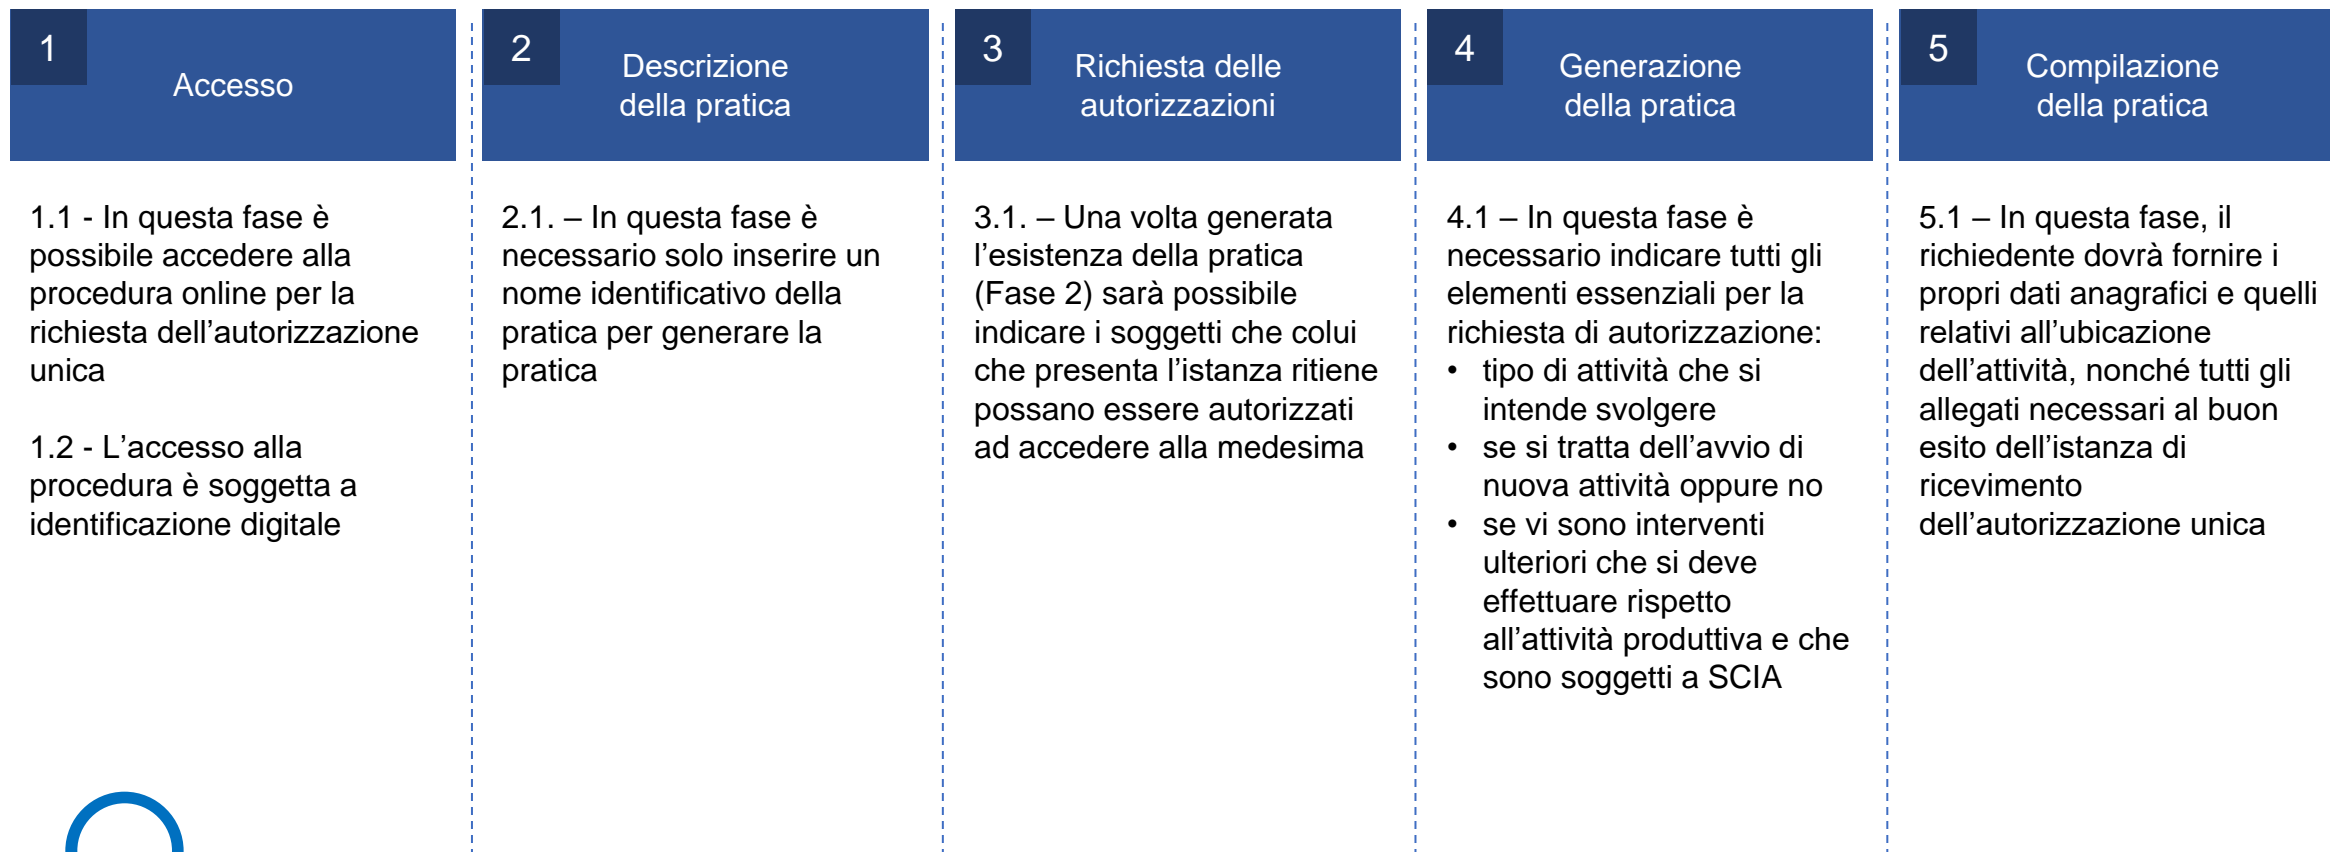 1
Accesso
1.1 - In questa fase è
possibile accedere alla
procedura online per la
richiesta dell’autorizzazione
unica
1.2 - L’accesso alla
procedura è soggetta a
identificazione digitale
2
Descrizione
della pratica
2.1. – In questa fase è
necessario solo inserire un
nome identificativo della
pratica per generare la
pratica
3
Richiesta delle
autorizzazioni
3.1. – Una volta generata
l’esistenza della pratica
(Fase 2) sarà possibile
indicare i soggetti che colui
che presenta l’istanza ritiene
possano essere autorizzati
ad accedere alla medesima
4
Generazione
della pratica
4.1 – In questa fase è
necessario indicare tutti gli
elementi essenziali per la
richiesta di autorizzazione:
• tipo di attività che si
intende svolgere
• se si tratta dell’avvio di
nuova attività oppure no
• se vi sono interventi
ulteriori che si deve
effettuare rispetto
all’attività produttiva e che
sono soggetti a SCIA
5
Compilazione
della pratica
5.1 – In questa fase, il
richiedente dovrà fornire i
propri dati anagrafici e quelli
relativi all’ubicazione
dell’attività, nonché tutti gli
allegati necessari al buon
esito dell’istanza di
ricevimento
dell’autorizzazione unica